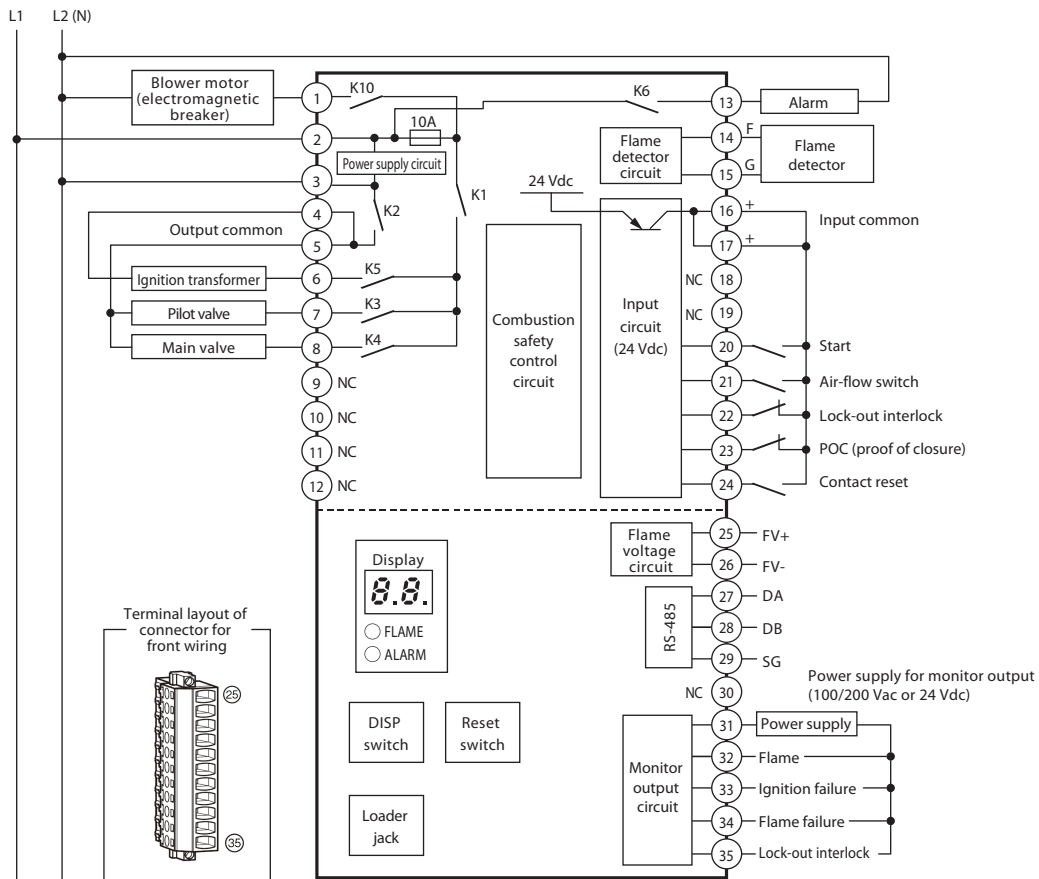 L1
L2 (N)
Blower motor
(electromagnetic
breaker)
1
K10
K6
13
Alarm
2
10A
Flame
detector
circuit
14
F
Flame
detector
Power supply circuit
3
15
G
24 Vdc
K1
4
K2
16
+
Input common
Output common
5
17
+
Ignition transformer
6
K5
NC
18
Pilot valve
7
K3
NC
19
Combustion
safety
control
circuit
Input
circuit
(24 Vdc)
Main valve
8
K4
20
Start
9
NC
21
Air-flow switch
10
NC
22
Lock-out interlock
11
NC
23
POC (proof of closure)
12
NC
24
Contact reset
Flame
voltage
circuit
25
FV+
26
FV-
Display
8.8.
FLAME
ALARM
RS-485
27
DA
28
DB
29
SG
NC
30
Power supply for monitor output
(100/200 Vac or 24 Vdc)
Terminal layout of
connector for
front wiring
25
35
DISP
switch
Reset
switch
Loader
jack
Monitor
output
circuit
31
Power supply
32
Flame
33
Ignition failure
34
Flame failure
35
Lock-out interlock